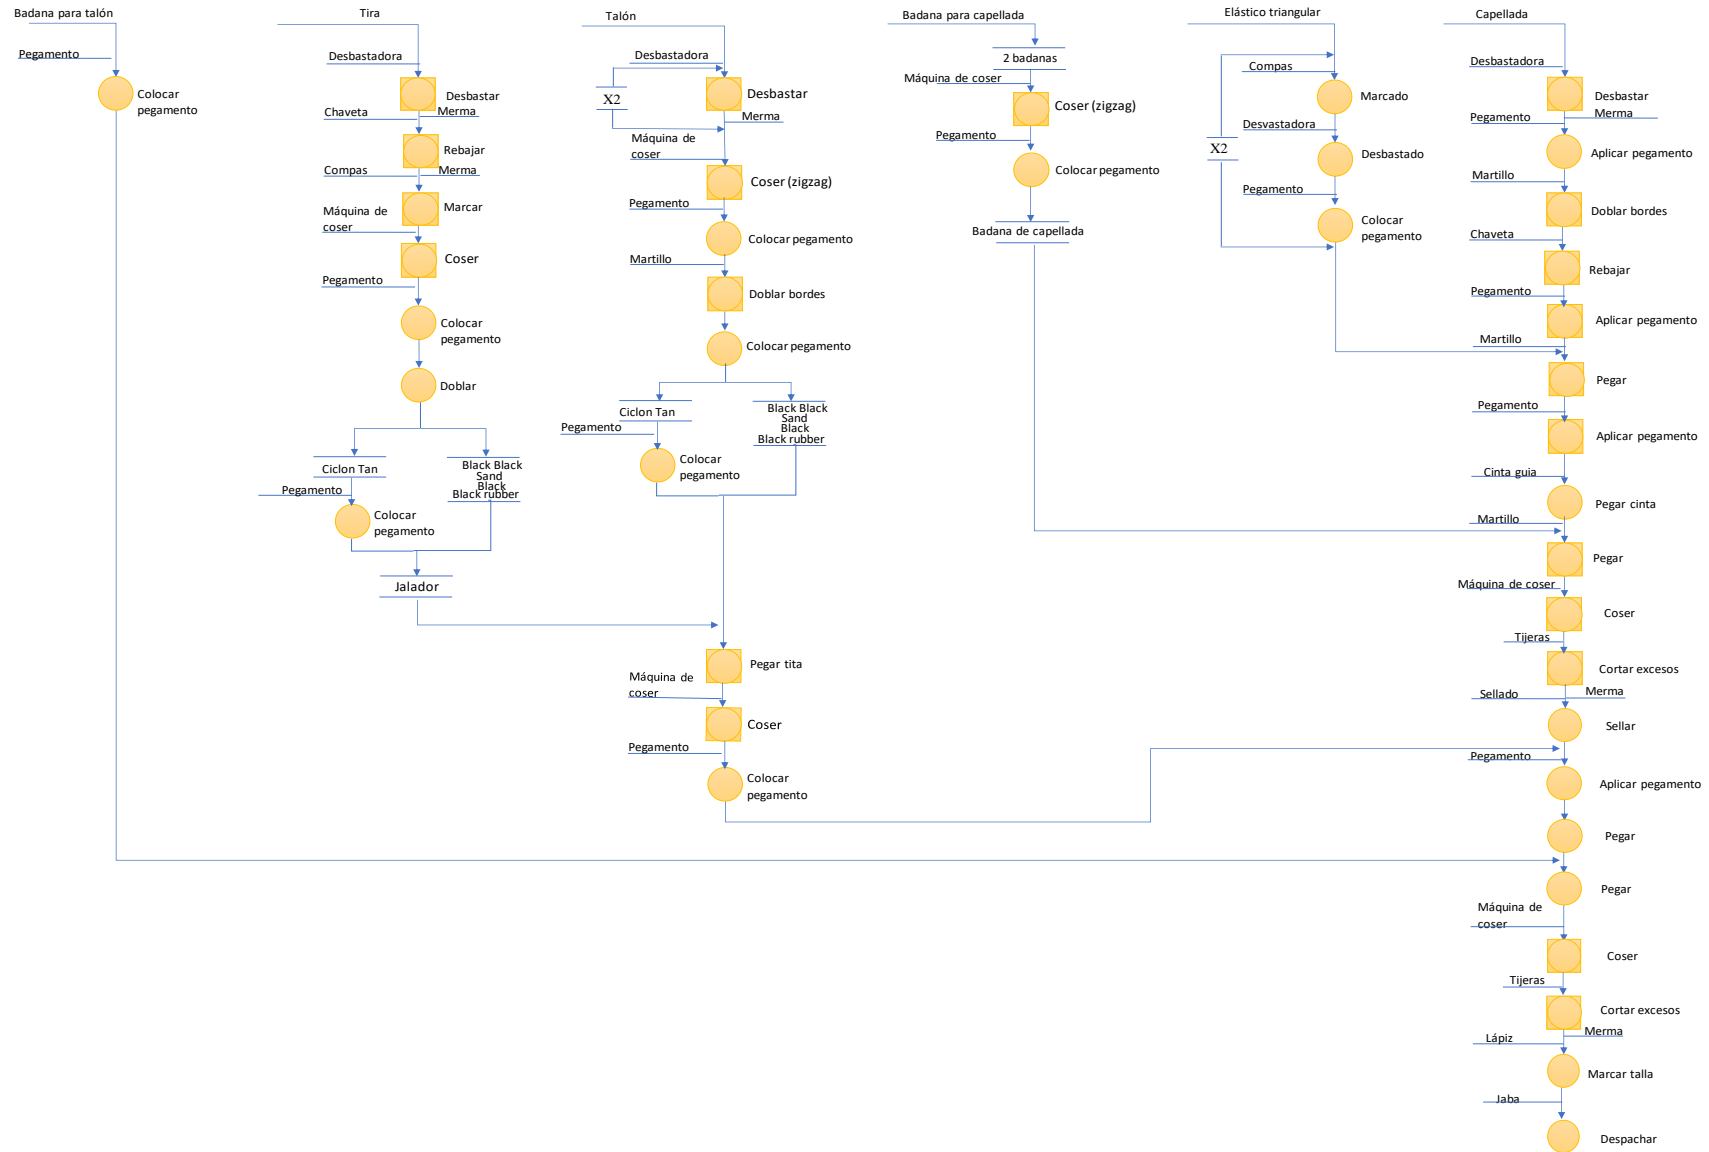 Badana para talón
Pegamento
Colocar
pegamento
Tira
Desbastadora
Desbastar
Chaveta
Merma
Rebajar
Compas
Merma
Marcar
Máquina de
coser
Coser
Pegamento
Colocar
pegamento
Doblar
Ciclon Tan
Pegamento
Colocar
pegamento
Black Black
Sand
Black
Black rubber
Jalador
Talón
Desbastadora
X2
Desbastar
Merma
Máquina de
coser
Coser (zigzag)
Pegamento
Colocar pegamento
Martillo
Doblar bordes
Colocar pegamento
Ciclon Tan
Pegamento
Colocar
pegamento
Black Black
Sand
Black
Black rubber
Pegar tita
Máquina de
coser
Coser
Pegamento
Colocar
pegamento
Badana para capellada
2 badanas
Máquina de coser
Coser (zigzag)
Pegamento
Colocar pegamento
Badana de capellada
Elástico triangular
Compas
Marcado
Desvastadora
X2
Desbastado
Pegamento
Colocar
pegamento
Capellada
Desbastadora
Desbastar
Merma
Pegamento
Aplicar pegamento
Martillo
Doblar bordes
Chaveta
Rebajar
Pegamento
Aplicar pegamento
Martillo
Pegar
Pegamento
Aplicar pegamento
Cinta guia
Pegar cinta
Martillo
Pegar
Máquina de coser
Coser
Tijeras
Cortar excesos
Merma
Sellado
Sellar
Pegamento
Aplicar pegamento
Pegar
Pegar
Máquina de
coser
Coser
Tijeras
Cortar excesos
Merma
Lápiz
Marcar talla
Jaba
Despachar